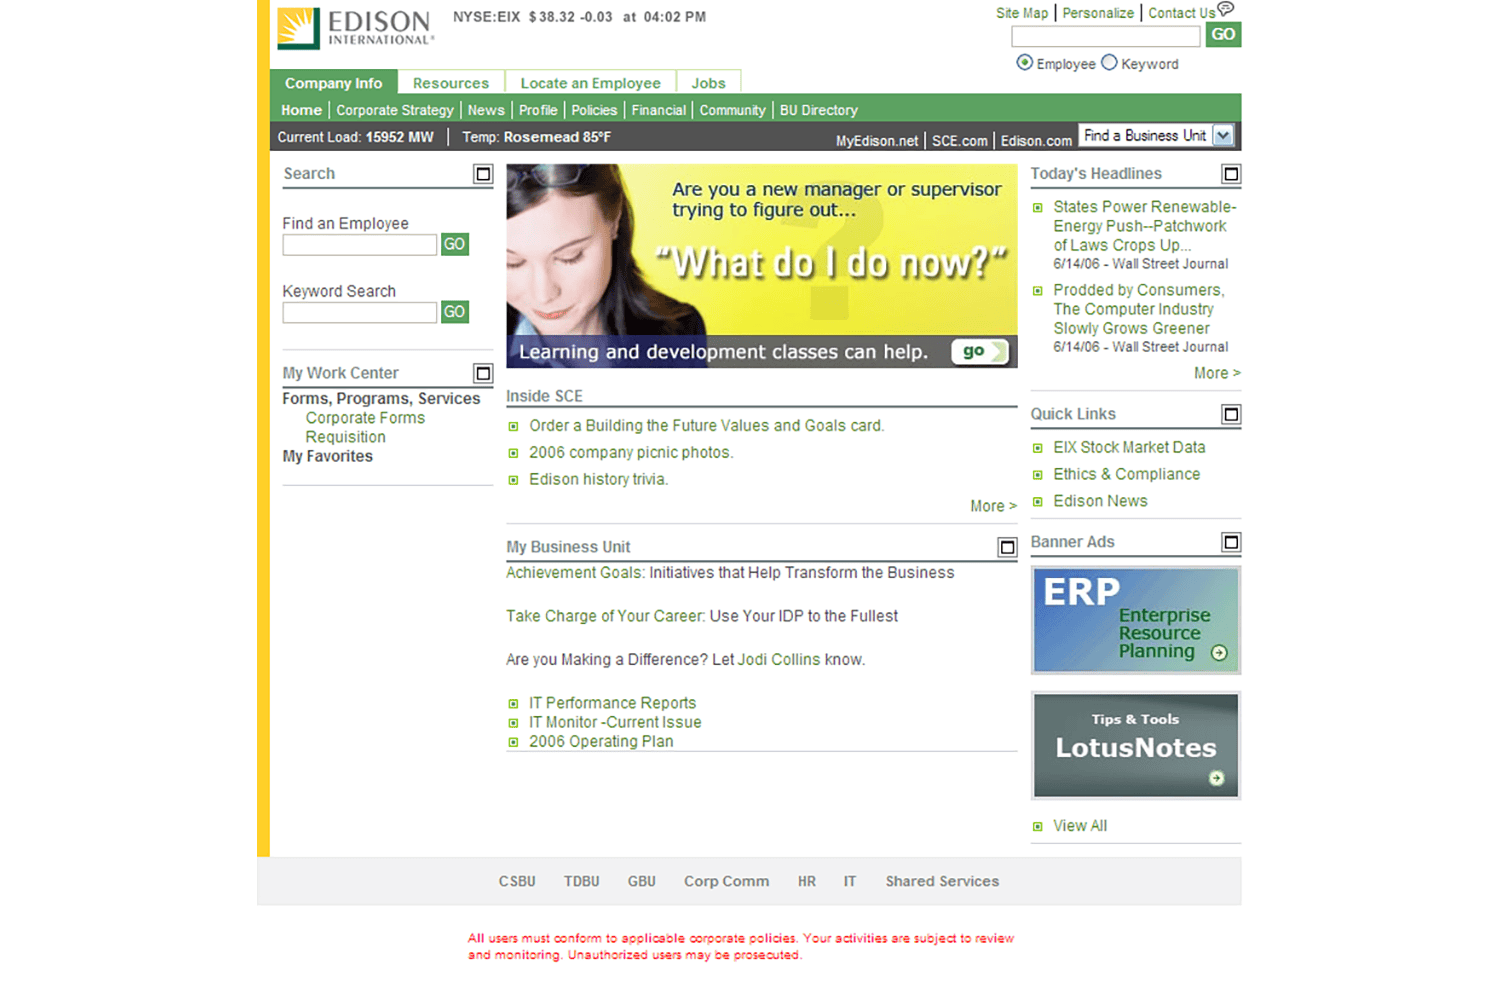 EDISON
INTERNATIONAL®
NYSE:EIX $38.32 -0.03 at 04:02 PM
Site Map | Personalize | Contact Us
GO
Employee Keyword
Company Info Resources Locate an Employee Jobs
Home | Corporate Strategy | News | Profile | Policies | Financial | Community | BU Directory
Current Load: 15952 MW | Temp: Rosemead 85ºF
MyEdison.net | SCE.com | Edison.com Find a Business Unit
Search
Find an Employee
GO
Keyword Search
GO
My Work Center
Forms, Programs, Services
Corporate Forms
Requisition
My Favorites
Are you a new manager or supervisor
trying to figure out...
?
"What do I do now?"
Learning and development classes can help. go
Inside SCE
Order a Building the Future Values and Goals card.
2006 company picnic photos.
Edison history trivia.
More >
My Business Unit
Achievement Goals: Initiatives that Help Transform the Business
Take Charge of Your Career: Use Your IDP to the Fullest
Are you Making a Difference? Let Jodi Collins know.
IT Performance Reports
IT Monitor -Current Issue
2006 Operating Plan
Today's Headlines
States Power Renewable-
Energy Push--Patchwork
of Laws Crops Up...
6/14/06 - Wall Street Journal
Prodded by Consumers,
The Computer Industry
Slowly Grows Greener
6/14/06 - Wall Street Journal
More >
Quick Links
EIX Stock Market Data
Ethics & Compliance
Edison News
Banner Ads
ERP
Enterprise
Resource
Planning
Tips & Tools
LotusNotes
View All
CSBU TDBU GBU Corp Comm HR IT Shared Services
All users must conform to applicable corporate policies. Your activities are subject to review
and monitoring. Unauthorized users may be prosecuted.